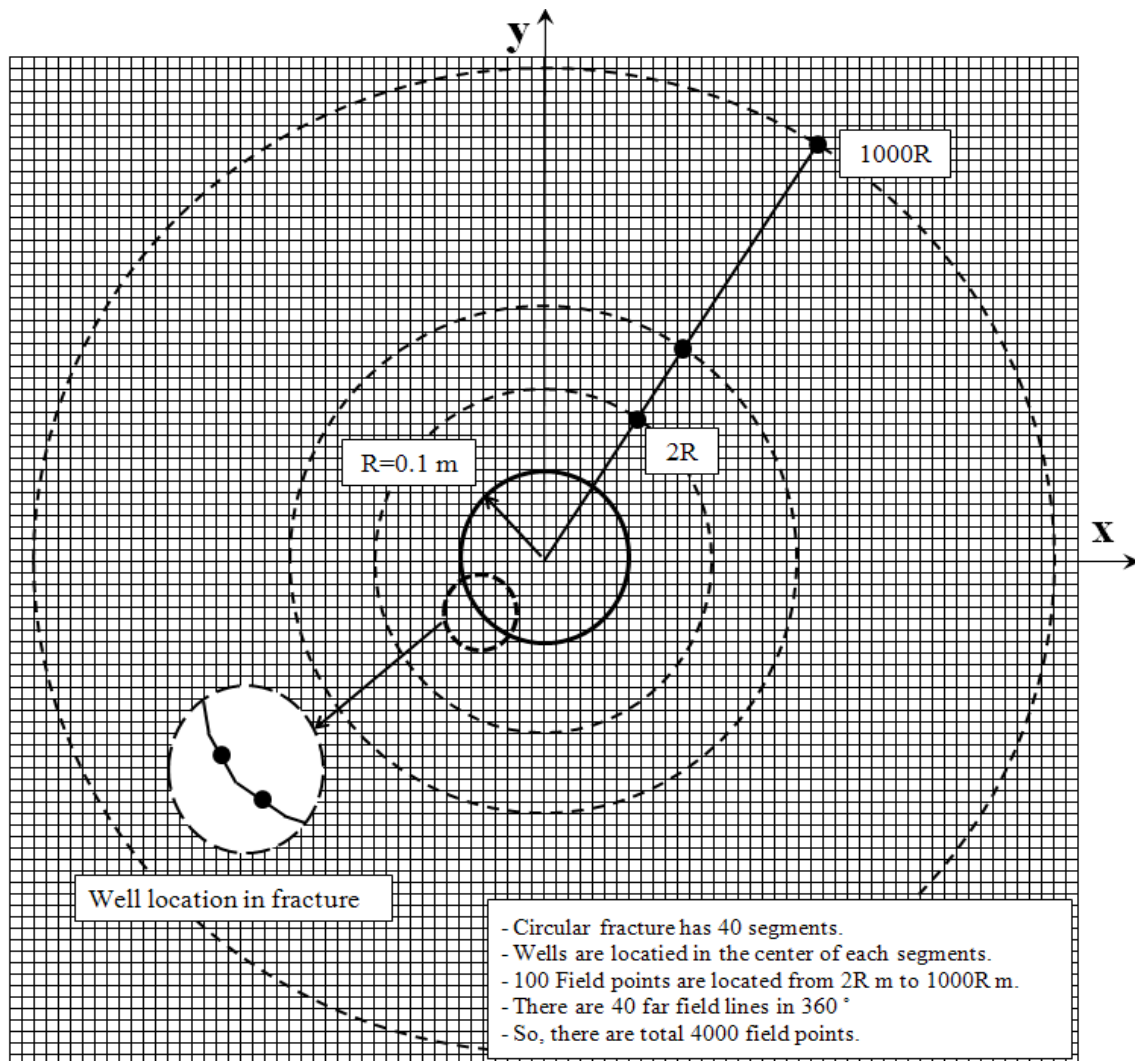 y
1000R
R=0.1 m
2R
x
Well location in fracture
- Circular fracture has 40 segments.
- Wells are locatied in the center of each segments.
- 100 Field points are located from 2R m to 1000R m.
- There are 40 far field lines in 360 °
- So, there are total 4000 field points.